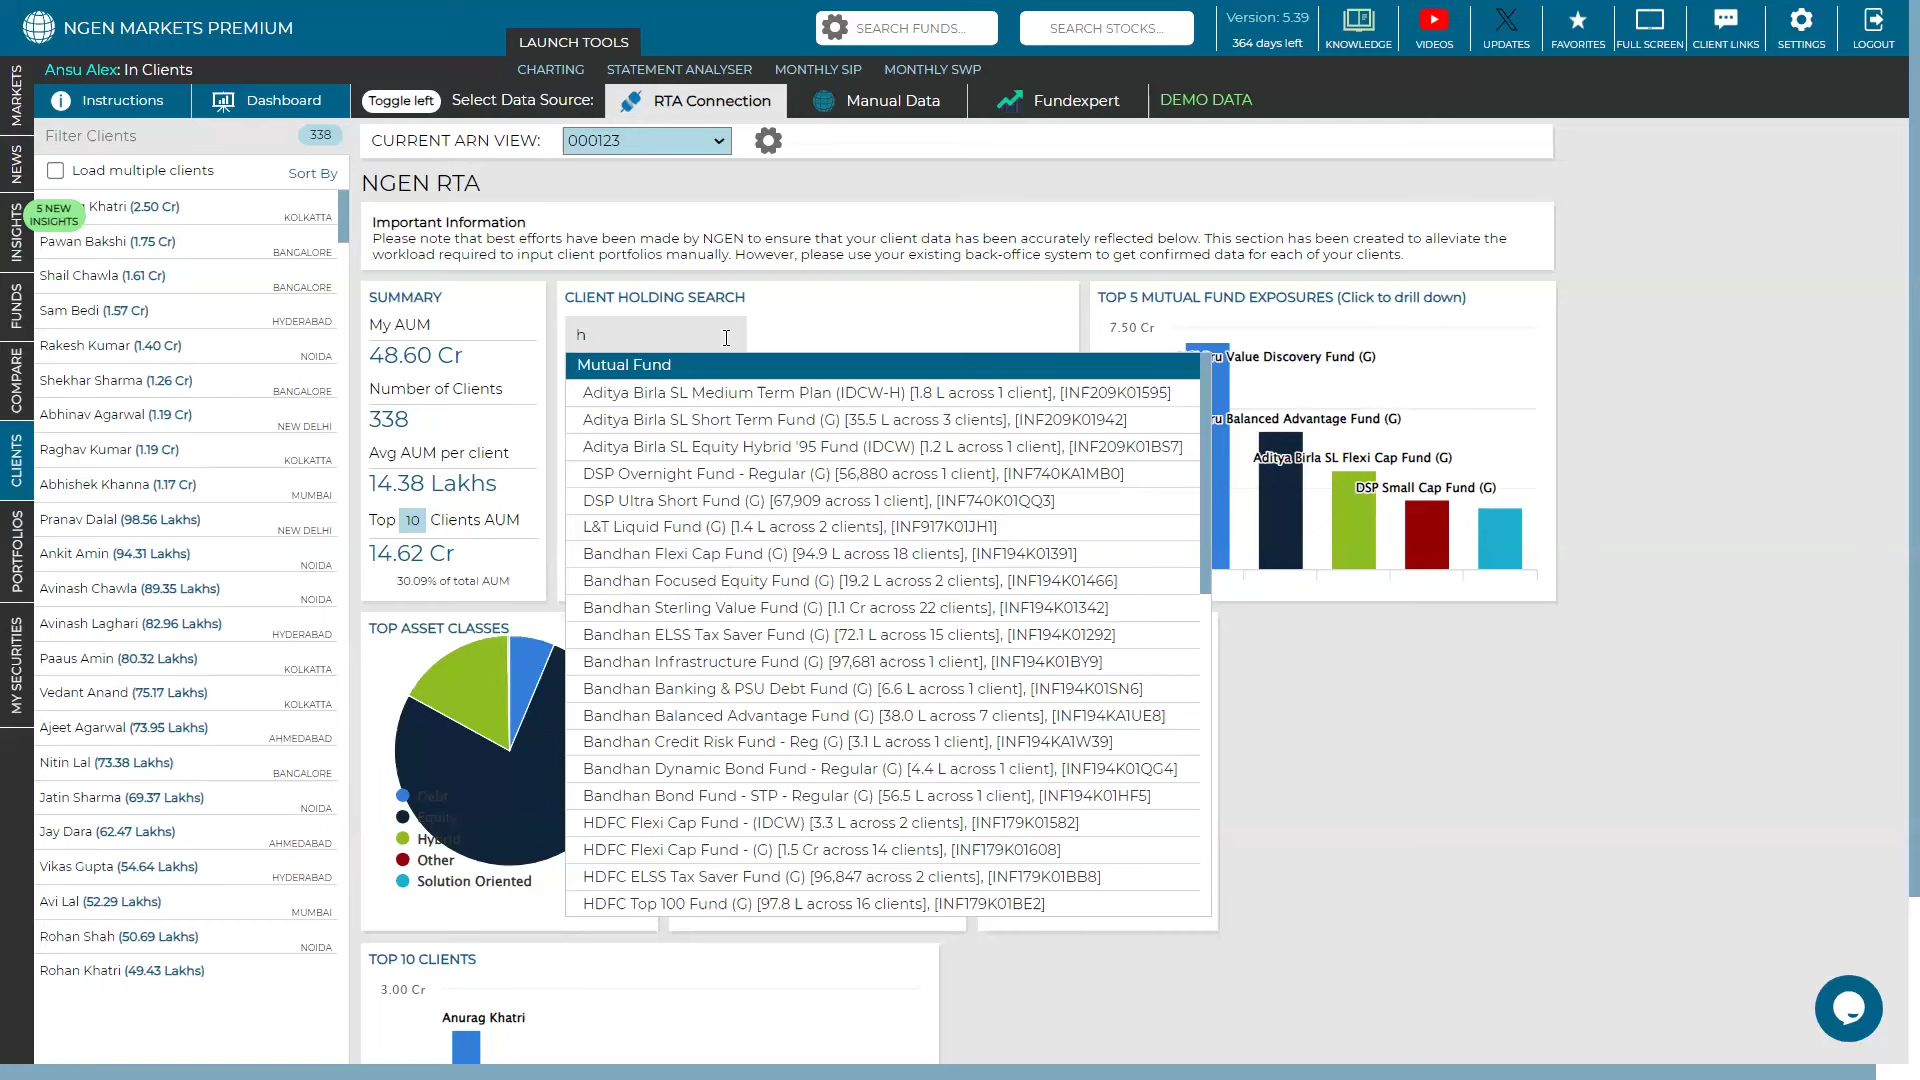 NGEN MARKETS PREMIUM
LAUNCH TOOLS
SEARCH FUNDS...
SEARCH STOCKS...
Version: 5.39
364 days left
KNOWLEDGE
VIDEOS
UPDATES
FAVORITES
FULL SCREEN
CLIENT LINKS
SETTINGS
LOGOUT
Ansu Alex: In Clients
CHARTING
STATEMENT ANALYSER
MONTHLY SIP
MONTHLY SWP
Instructions
Dashboard
Toggle left
Select Data Source:
RTA Connection
Manual Data
Fundexpert
DEMO DATA
MARKETS
NEWS
INSIGHTS
FUNDS
COMPARE
CLIENTS
PORTFOLIOS
MY SECURITIES
5 NEW
INSIGHTS
Filter Clients
338
Load multiple clients
Sort By
Khatri (2.50 Cr)
KOLKATTA
Pawan Bakshi (1.75 Cr)
BANGALORE
Shail Chawla (1.61 Cr)
BANGALORE
Sam Bedi (1.57 Cr)
HYDERABAD
Rakesh Kumar (1.40 Cr)
NOIDA
Shekhar Sharma (1.26 Cr)
BANGALORE
Abhinav Agarwal (1.19 Cr)
NEW DELHI
Raghav Kumar (1.19 Cr)
KOLKATTA
Abhishek Khanna (1.17 Cr)
MUMBAI
Pranav Dalal (98.56 Lakhs)
NEW DELHI
Ankit Amin (94.31 Lakhs)
NOIDA
Avinash Chawla (89.35 Lakhs)
NOIDA
Avinash Laghari (82.96 Lakhs)
HYDERABAD
Paaus Amin (80.32 Lakhs)
KOLKATTA
Vedant Anand (75.17 Lakhs)
KOLKATTA
Ajeet Agarwal (73.95 Lakhs)
AHMEDABAD
Nitin Lal (73.38 Lakhs)
BANGALORE
Jatin Sharma (69.37 Lakhs)
NOIDA
Jay Dara (62.47 Lakhs)
AHMEDABAD
Vikas Gupta (54.64 Lakhs)
HYDERABAD
Avi Lal (52.29 Lakhs)
MUMBAI
Rohan Shah (50.69 Lakhs)
NOIDA
Rohan Khatri (49.43 Lakhs)
CURRENT ARN VIEW:
000123
NGEN RTA
Important Information
Please note that best efforts have been made by NGEN to ensure that your client data has been accurately reflected below. This section has been created to alleviate the
workload required to input client portfolios manually. However, please use your existing back-office system to get confirmed data for each of your clients.
SUMMARY
My AUM
48.60 Cr
Number of Clients
338
Avg AUM per client
14.38 Lakhs
Top 10 Clients AUM
14.62 Cr
30.09% of total AUM
CLIENT HOLDING SEARCH
h
Mutual Fund
Aditya Birla SL Medium Term Plan (IDCW-H) [1.8 L across 1 client], [INF209K01595]
Aditya Birla SL Short Term Fund (G) [35.5 L across 3 clients], [INF209K01942]
Aditya Birla SL Equity Hybrid '95 Fund (IDCW) [1.2 L across 1 client], [INF209K01BS7]
DSP Overnight Fund - Regular (G) [56,880 across 1 client], [INF740KA1MB0]
DSP Ultra Short Fund (G) [67,909 across 1 client], [INF740K01QQ3]
L&T Liquid Fund (G) [1.4 L across 2 clients], [INF917K01JH1]
Bandhan Flexi Cap Fund (G) [94.9 L across 18 clients], [INF194K01391]
Bandhan Focused Equity Fund (G) [19.2 L across 2 clients], [INF194K01466]
Bandhan Sterling Value Fund (G) [1.1 Cr across 22 clients], [INF194K01342]
Bandhan ELSS Tax Saver Fund (G) [72.1 L across 15 clients], [INF194K01292]
Bandhan Infrastructure Fund (G) [97,681 across 1 client], [INF194K01BY9]
Bandhan Banking & PSU Debt Fund (G) [6.6 L across 1 client], [INF194K01SN6]
Bandhan Balanced Advantage Fund (G) [38.0 L across 7 clients], [INF194KA1UE8]
Bandhan Credit Risk Fund - Reg (G) [3.1 L across 1 client], [INF194KA1W39]
Bandhan Dynamic Bond Fund - Regular (G) [4.4 L across 1 client], [INF194K01QG4]
Bandhan Bond Fund - STP - Regular (G) [56.5 L across 1 client], [INF194K01HF5]
HDFC Flexi Cap Fund - (IDCW) [3.3 L across 2 clients], [INF179K01582]
HDFC Flexi Cap Fund - (G) [1.5 Cr across 14 clients], [INF179K01608]
HDFC ELSS Tax Saver Fund (G) [96,847 across 2 clients], [INF179K01BB8]
HDFC Top 100 Fund (G) [97.8 L across 16 clients], [INF179K01BE2]
TOP 5 MUTUAL FUND EXPOSURES (Click to drill down)
7.50 Cr
ru Value Discovery Fund (G)
ru Balanced Advantage Fund (G)
Aditya Birla SL Flexi Cap Fund (G)
DSP Small Cap Fund (G)
TOP ASSET CLASSES
Debt
Equity
Hybrid
Other
Solution Oriented
TOP 10 CLIENTS
3.00 Cr
Anurag Khatri